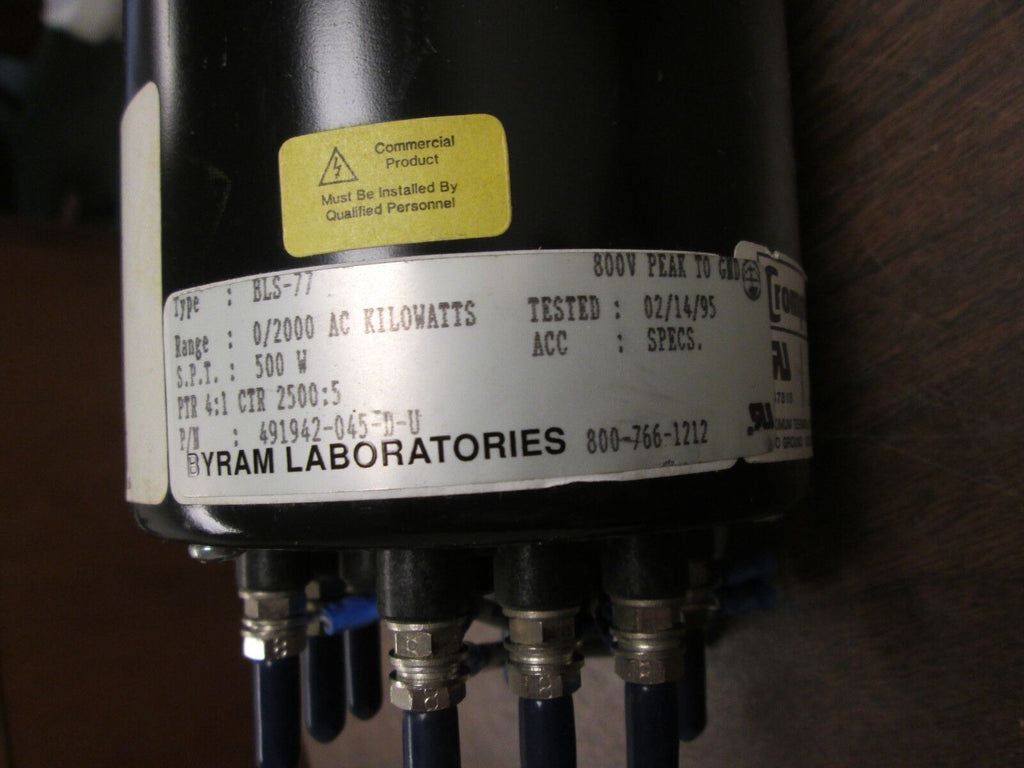 Commercial
Product
Must Be Installed By
Qualified Personnel
800V PEAK TO GND
Type : BLS-77
Range : 0/2000 AC KILOWATTS
TESTED : 02/14/95
S.P.T. : 500 W
ACC : SPECS.
PTR 4:1 CTR 2500:5
P/N : 491942-045-D-U
BYRAM LABORATORIES 800-766-1212